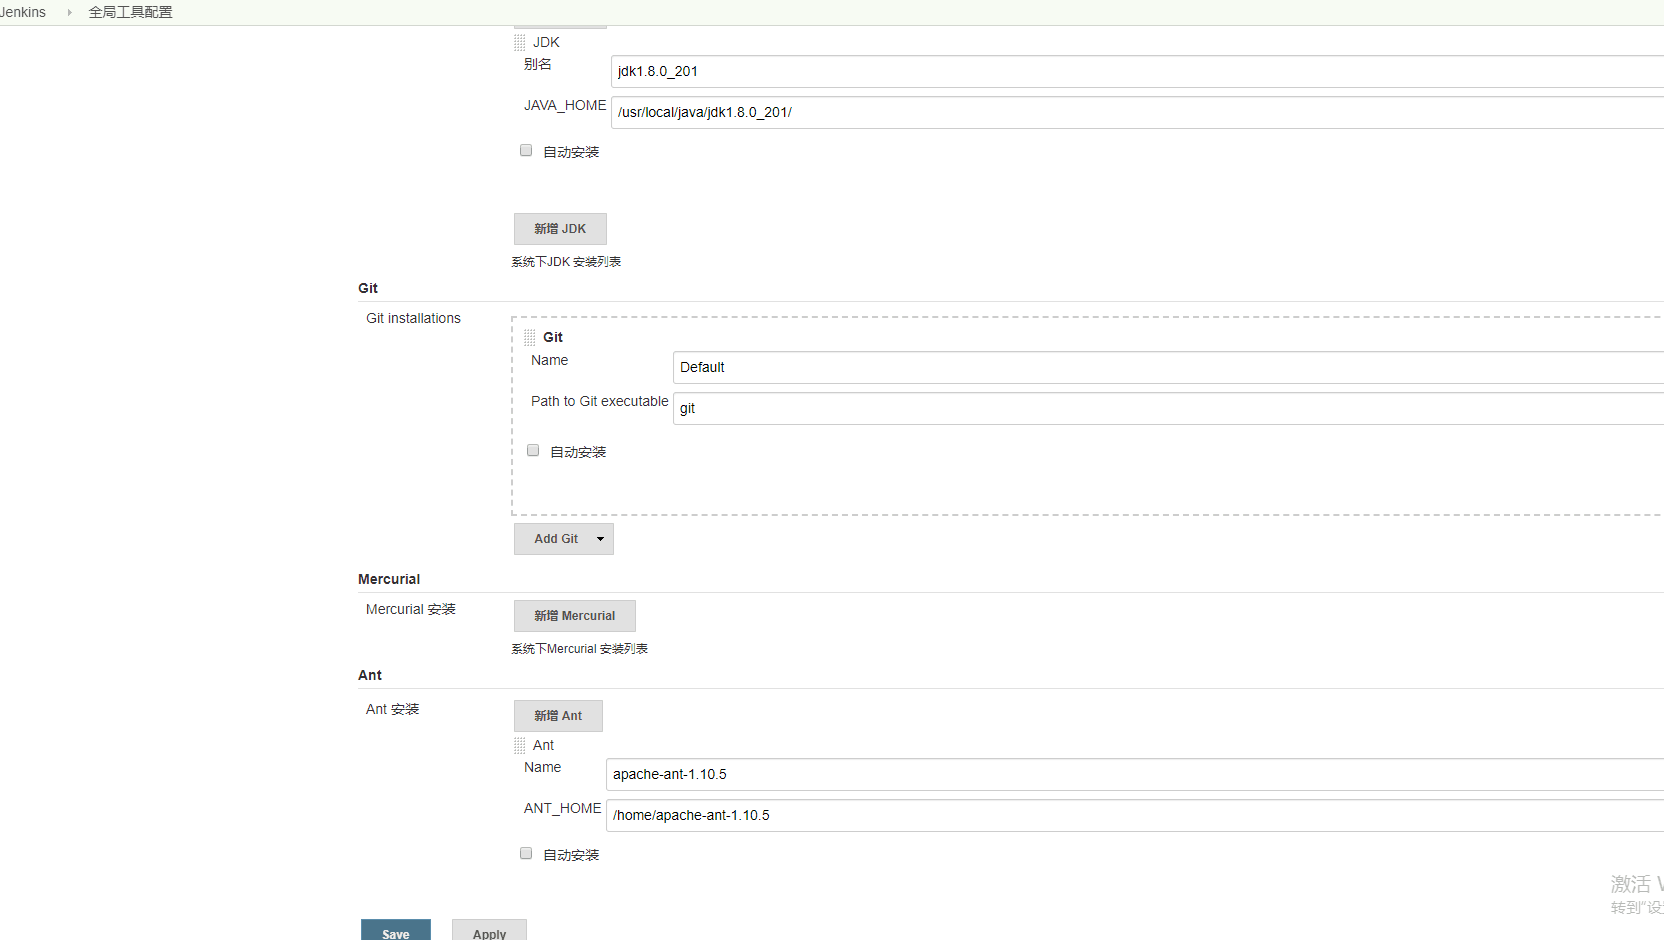 Jenkins 全局工具配置
JDK
别名 jdk1.8.0_201
JAVA_HOME /usr/local/java/jdk1.8.0_201/
自动安装
新增 JDK
系统下JDK 安装列表
Git
Git installations
Git
Name Default
Path to Git executable git
自动安装
Add Git
Mercurial
Mercurial 安装 新增 Mercurial
系统下Mercurial 安装列表
Ant
Ant 安装 新增 Ant
Ant
Name apache-ant-1.10.5
ANT_HOME /home/apache-ant-1.10.5
自动安装
激活
转到"设
Save Apply